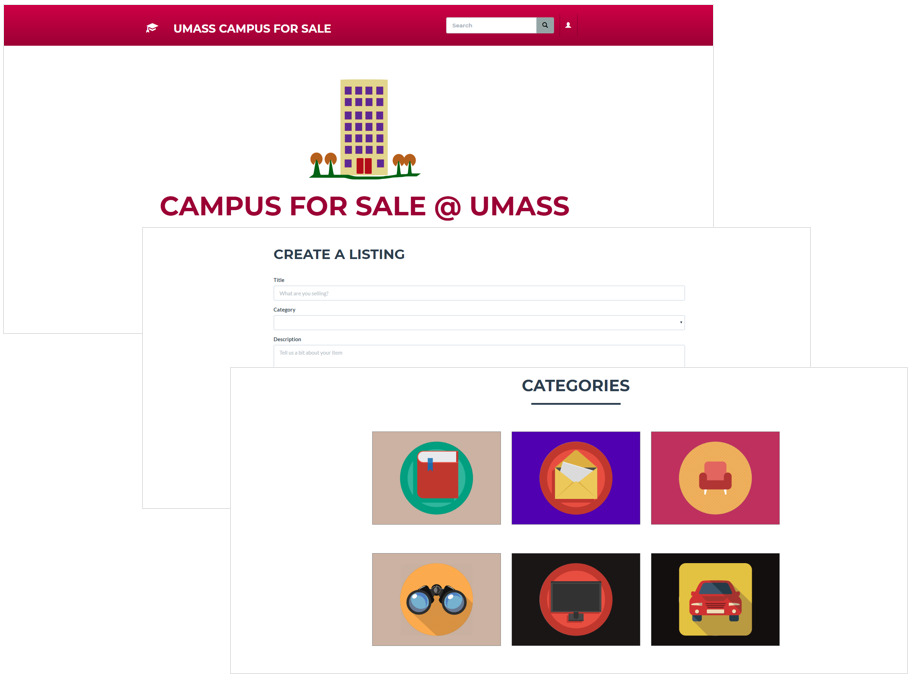 UMASS CAMPUS FOR SALE
Search
CAMPUS FOR SALE @ UMASS
CREATE A LISTING
Title
What are you selling?
Category
Description
Tell us a bit about your item
CATEGORIES